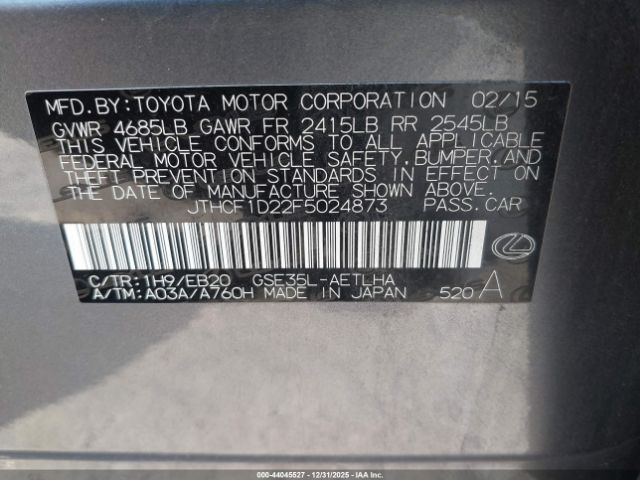 MFD.BY:TOYOTA MOTOR CORPORATION 02/15
GVWR 4685LB GAWR FR 2415LB RR 2545LB
THIS VEHICLE CONFORMS TO ALL APPLICABLE
FEDERAL MOTOR VEHICLE SAFETY,BUMPER,AND
THEFT PREVENTION STANDARDS IN EFFECT ON
THE DATE OF MANUFACTURE SHOWN ABOVE.
JTHCF1D22F5024873 PASS.CAR
C/TR:1H9/EB20 GSE35L-AETLHA
A/TM:A03A/A760H MADE IN JAPAN 520 A
000-44045527 - 12/31/2025 - IAAI.CA